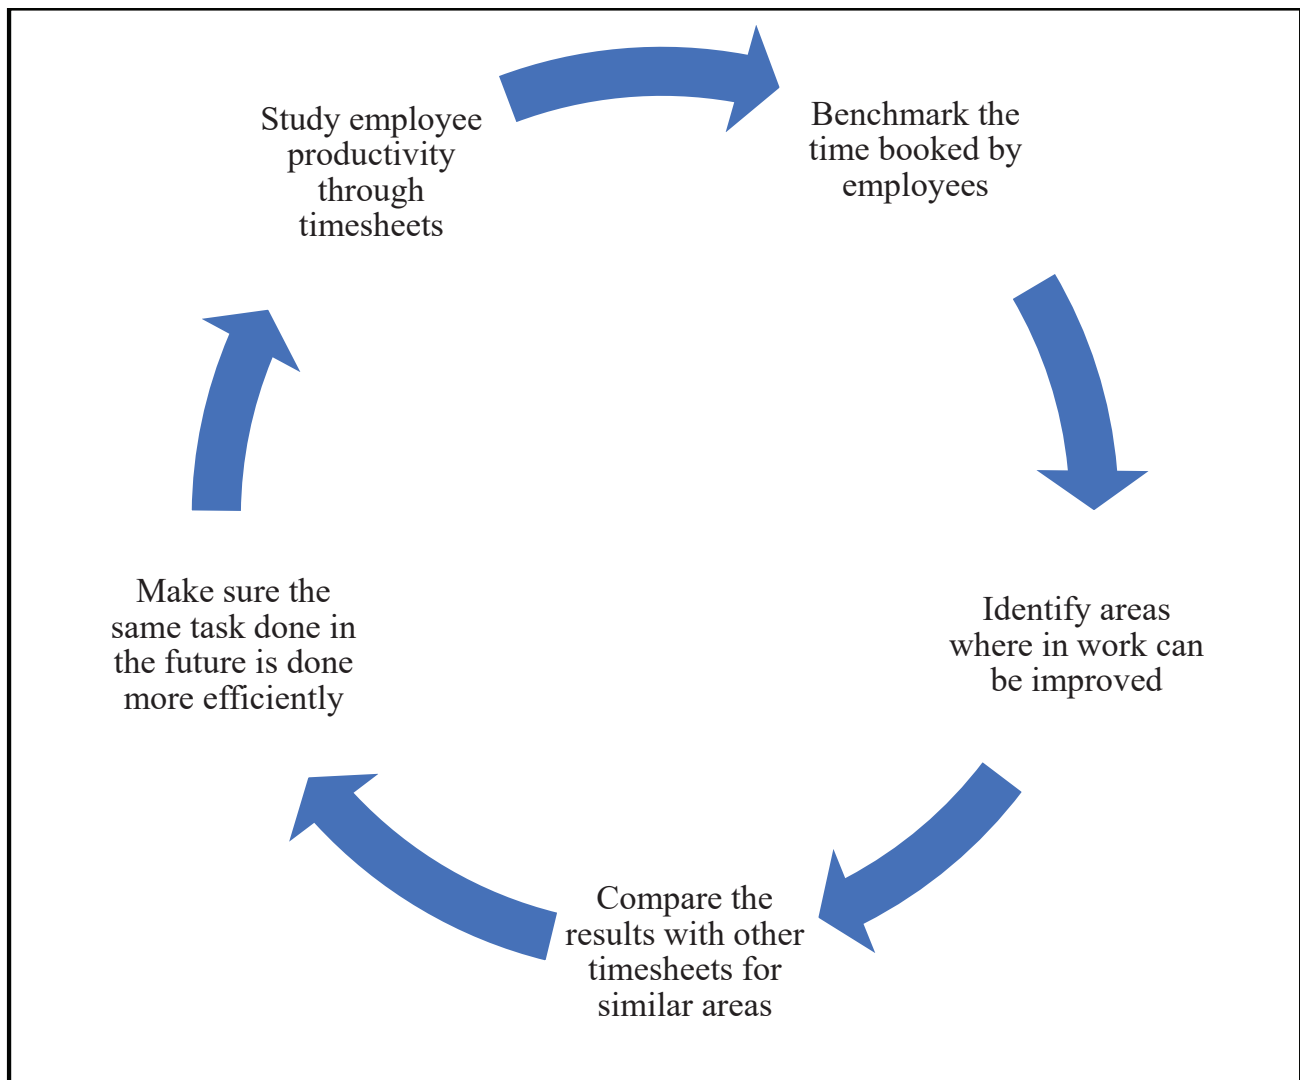 Study employee
productivity
through
timesheets
Benchmark the
time booked by
employees
Identify areas
where in work can
be improved
Compare the
results with other
timesheets for
similar areas
Make sure the
same task done in
the future is done
more efficiently